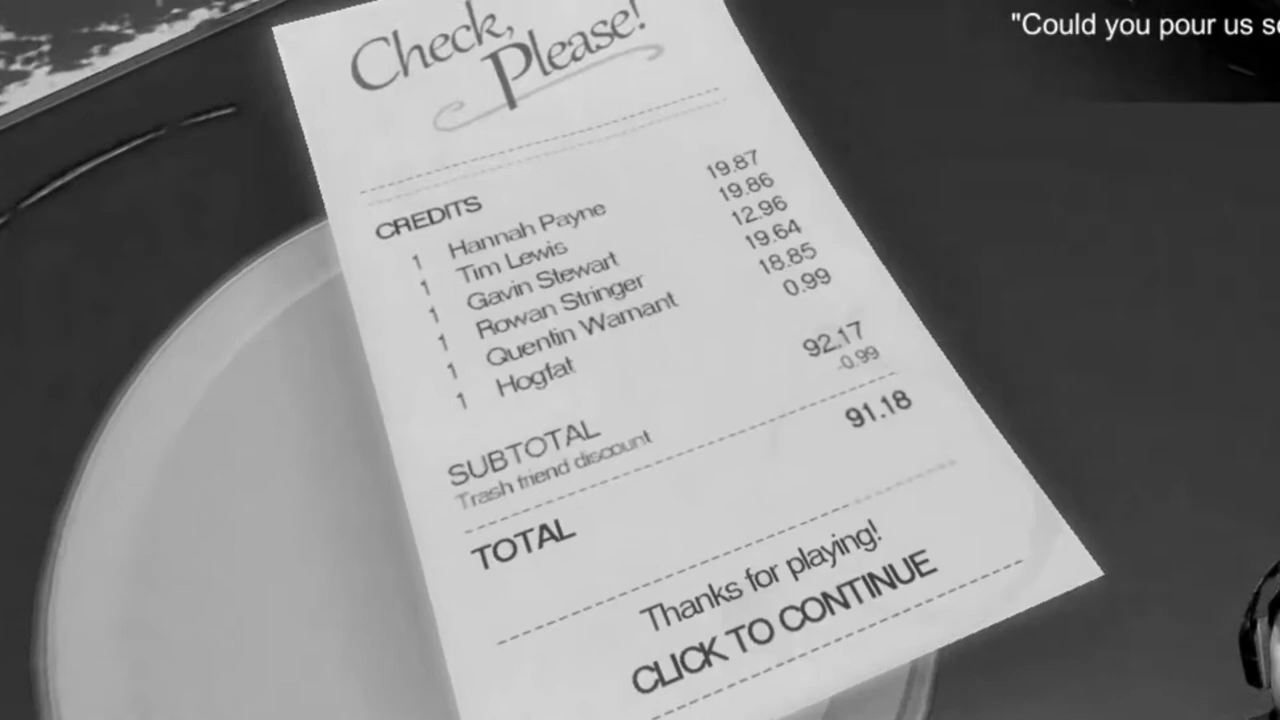 "Could you pour us
Check,
Please!
CREDITS
1 Hannah Payne 19.87
1 Tim Lewis 19.86
1 Gavin Stewart 12.96
1 Rowan Stringer 19.64
1 Quentin Warnant 18.85
1 Hogfat 0.99
SUBTOTAL 92.17
Trash friend discount -0.99
TOTAL 91.18
Thanks for playing!
CLICK TO CONTINUE